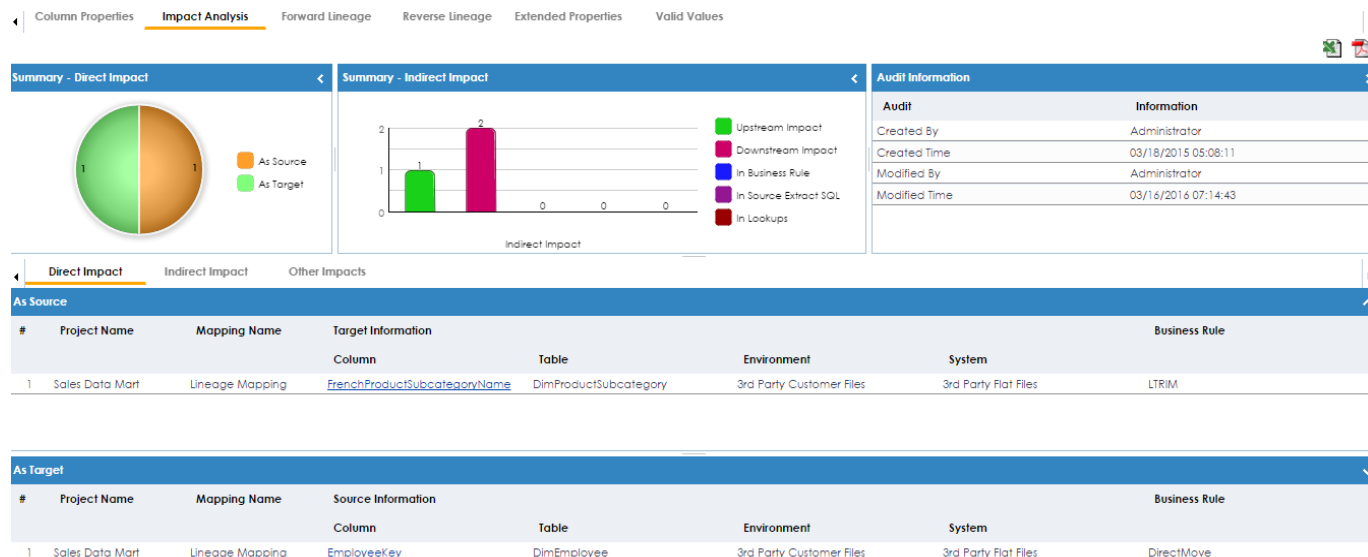 Column Properties Impact Analysis Forward Lineage Reverse Lineage Extended Properties Valid Values
Summary - Direct Impact
1
1
As Source
As Target
Summary - Indirect Impact
2
1
0
1
2
0
0
0
Indirect Impact
Upstream Impact
Downstream Impact
In Business Rule
In Source Extract SQL
In Lookups
Audit Information
Audit Information
Created By Administrator
Created Time 03/18/2015 05:08:11
Modified By Administrator
Modified Time 03/16/2016 07:14:43
Direct Impact Indirect Impact Other Impacts
As Source
# Project Name Mapping Name Target Information Business Rule
Column Table Environment System
1 Sales Data Mart Lineage Mapping FrenchProductSubcategoryName DimProductSubcategory 3rd Party Customer Files 3rd Party Flat Files LTRIM
As Target
# Project Name Mapping Name Source Information Business Rule
Column Table Environment System
1 Sales Data Mart Lineage Mapping EmployeeKey DimEmployee 3rd Party Customer Files 3rd Party Flat Files DirectMove